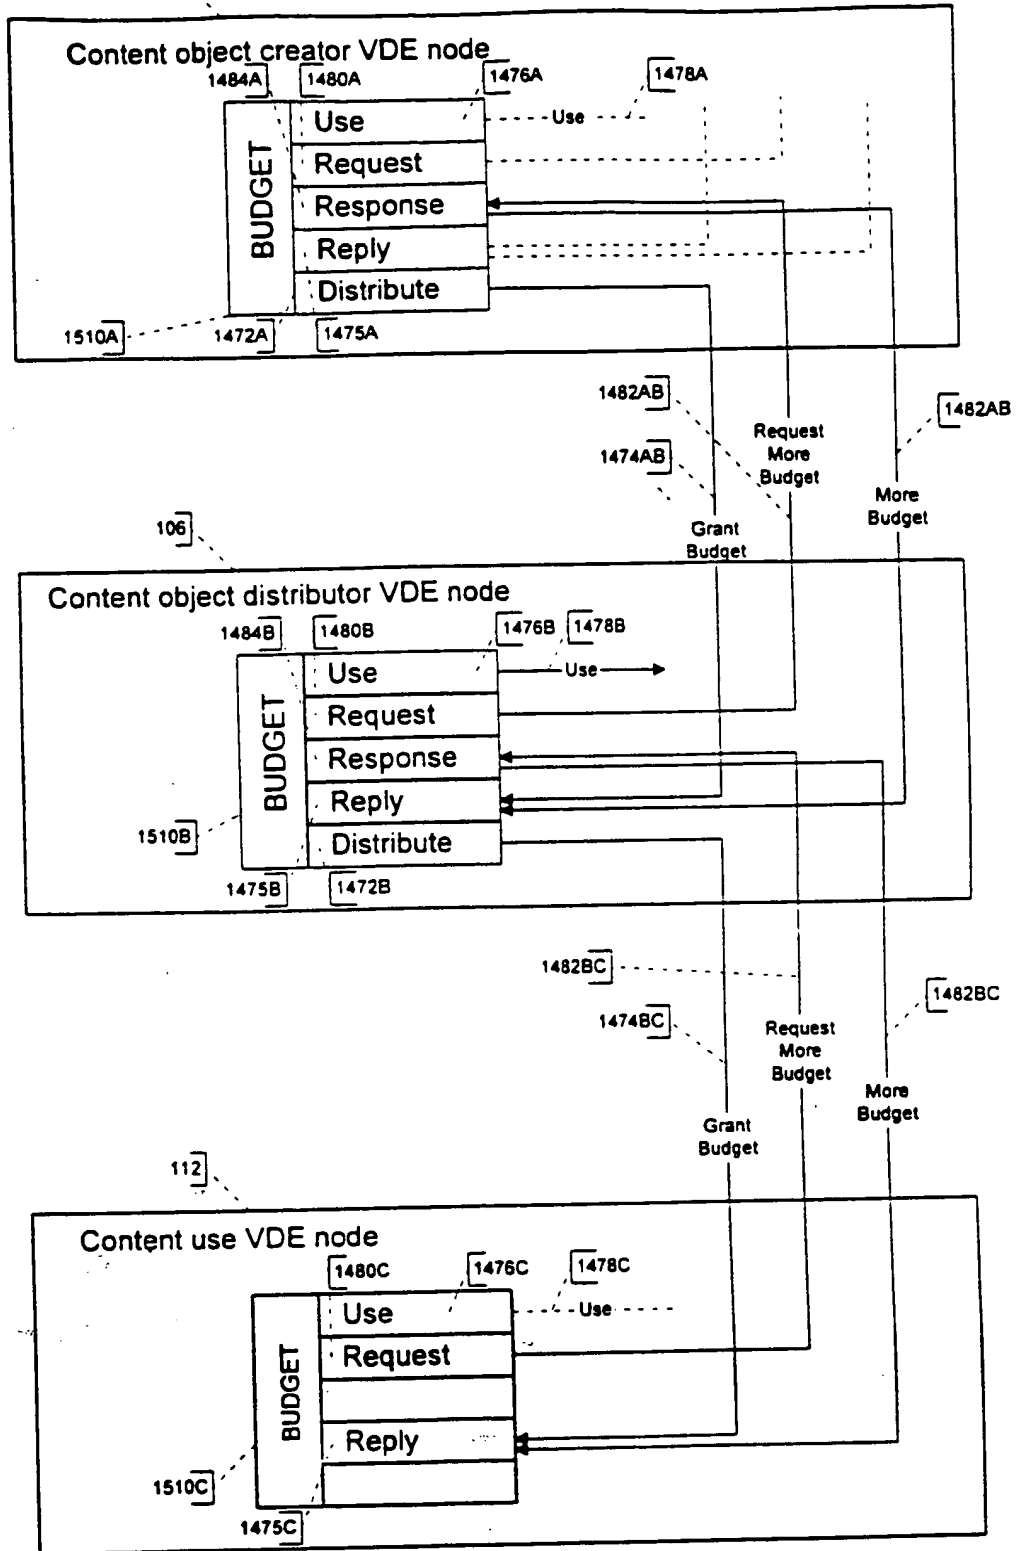 Content object creator VDE node
1484A
1480A
1476A
1478A
BUDGET
Use
Use
Request
Response
Reply
Distribute
1510A
1472A
1475A
1482AB
1482AB
1474AB
Request
More
Budget
More
Budget
Grant
Budget
106
Content object distributor VDE node
1484B
1480B
1476B
1478B
BUDGET
Use
Use
Request
Response
Reply
Distribute
1510B
1475B
1472B
1482BC
1482BC
1474BC
Request
More
Budget
More
Budget
Grant
Budget
112
Content use VDE node
1480C
1476C
1478C
BUDGET
Use
Use
Request
Reply
1510C
1475C